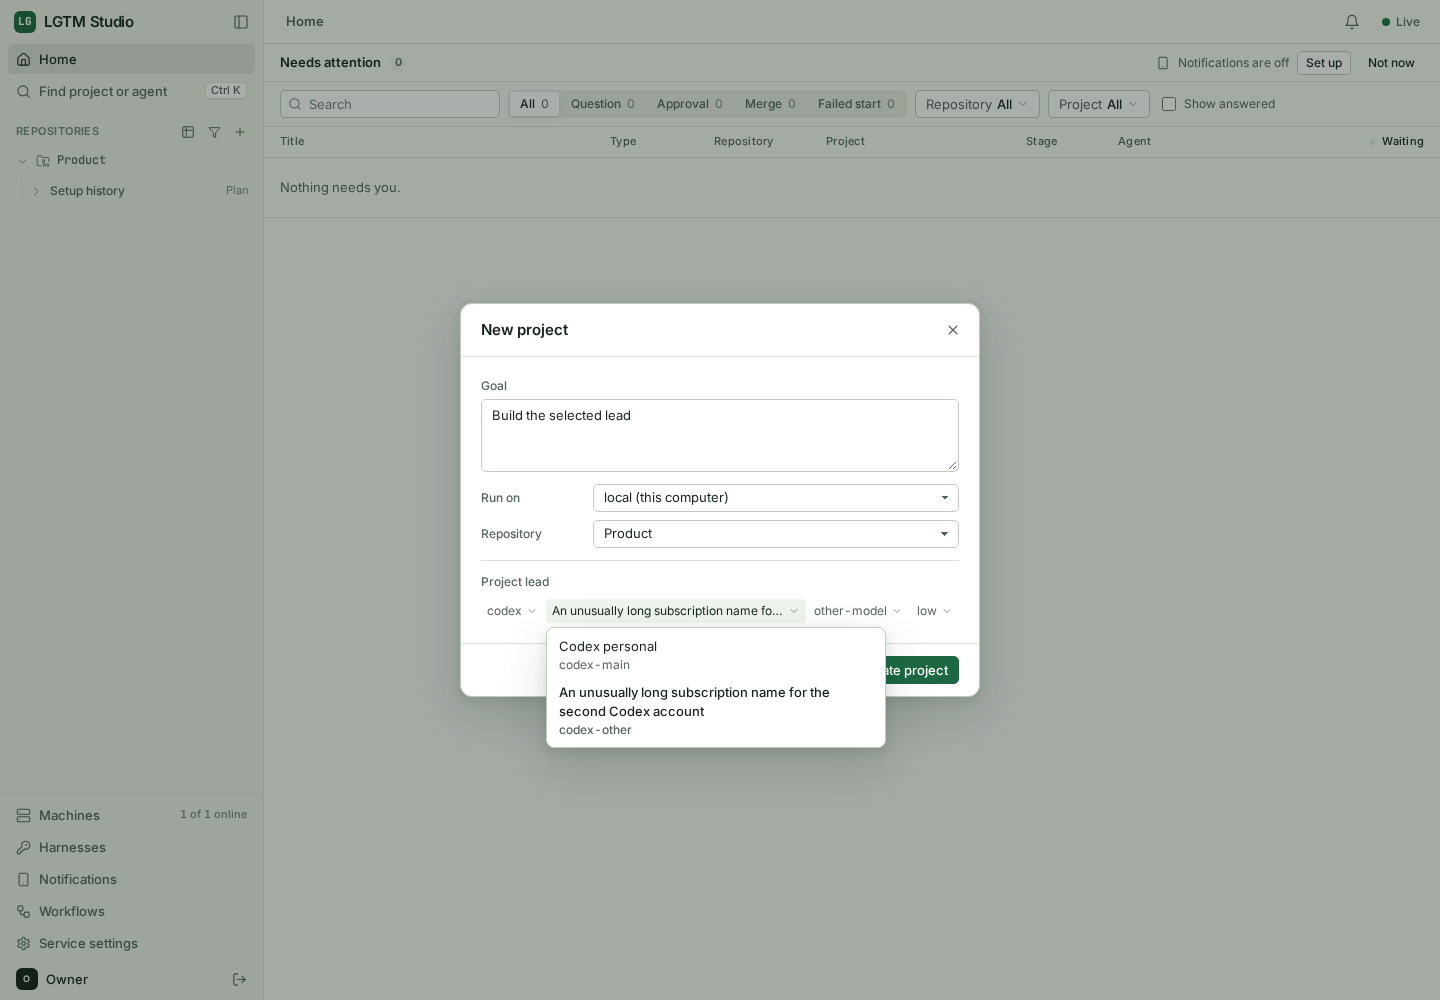 LG LGTM Studio
Home
Live
Home
Needs attention 0
Notifications are off Set up Not now
Find project or agent Ctrl K
Search
All 0 Question 0 Approval 0 Merge 0 Failed start 0
Repository All Project All Show answered
REPOSITORIES
Title Type Repository Project Stage Agent Waiting
Product
Setup history Plan
Nothing needs you.
New project
Goal
Build the selected lead
Run on local (this computer)
Repository Product
Project lead
codex An unusually long subscription name fo... other-model low
Codex personal
codex-main
An unusually long subscription name for the
second Codex account
codex-other
ate project
Machines 1 of 1 online
Harnesses
Notifications
Workflows
Service settings
O Owner